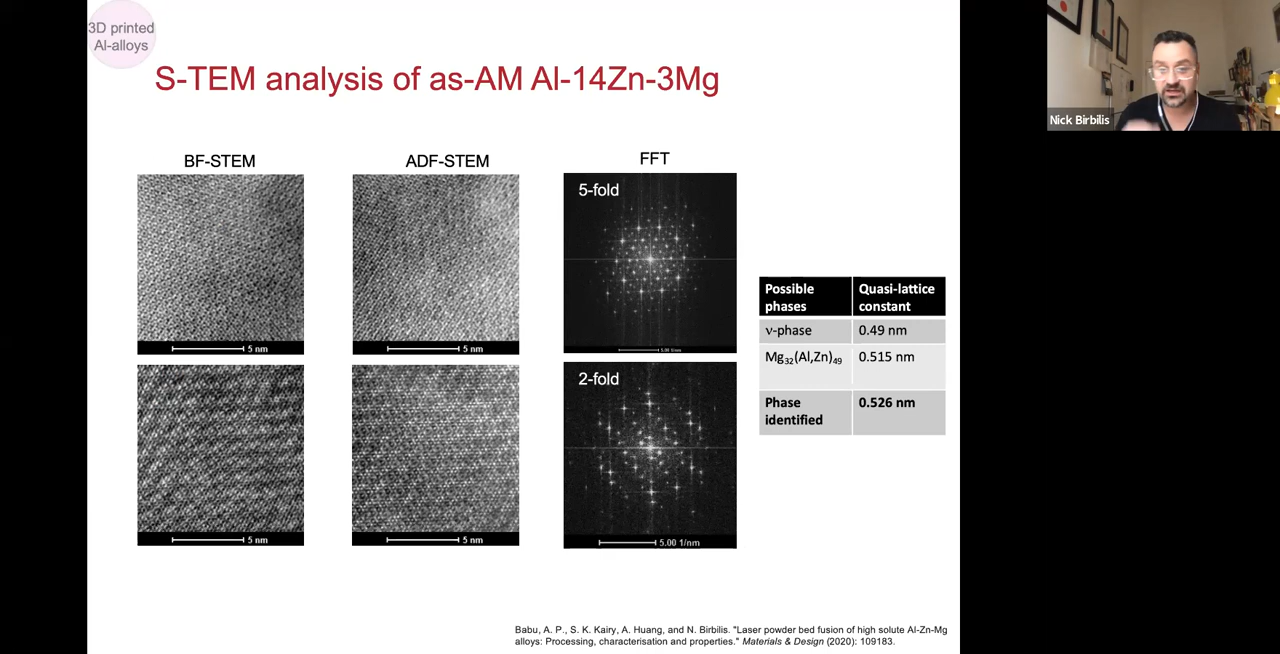 3D printed
Al-alloys
S-TEM analysis of as-AM Al-14Zn-3Mg
Nick Birbilis
BF-STEM
ADF-STEM
FFT
5-fold
5 nm
5 nm
5.00 1/nm
2-fold
5 nm
5 nm
5.00 1/nm
Possible phases
Quasi-lattice constant
ν-phase
0.49 nm
Mg₃₂(Al,Zn)₄₉
0.515 nm
Phase identified
0.526 nm
Babu, A. P., S. K. Kairy, A. Huang, and N. Birbilis. "Laser powder bed fusion of high solute Al-Zn-Mg
alloys: Processing, characterisation and properties." Materials & Design (2020): 109183.